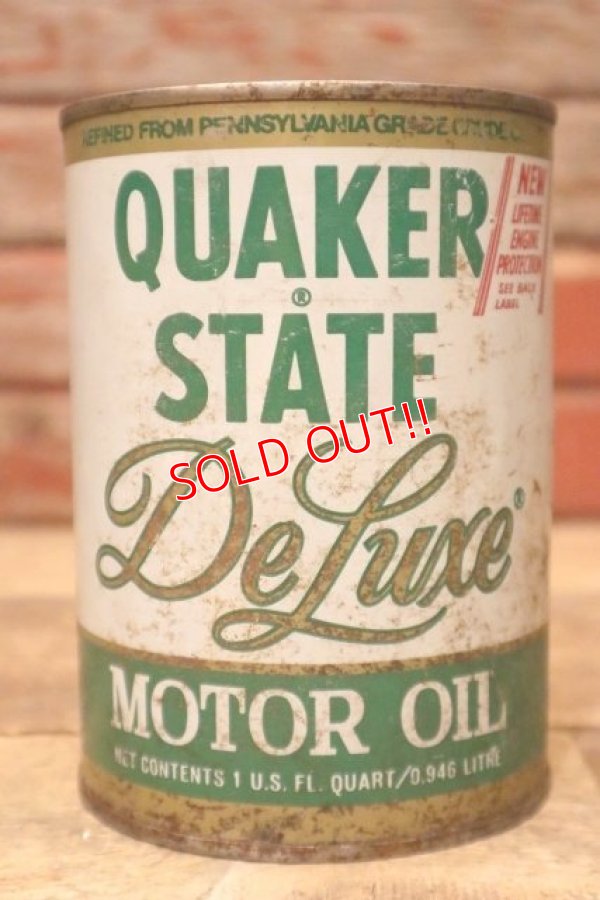 REFINED FROM PENNSYLVANIA GRADE CRUDE
QUAKER
STATE
®
DeLuxe®
MOTOR OIL
NET CONTENTS 1 U.S. FL. QUART/0.946 LITRE
NEW
LIFETIME
ENGINE
PROTECTION
SEE BACK
LABEL
SOLD OUT!!